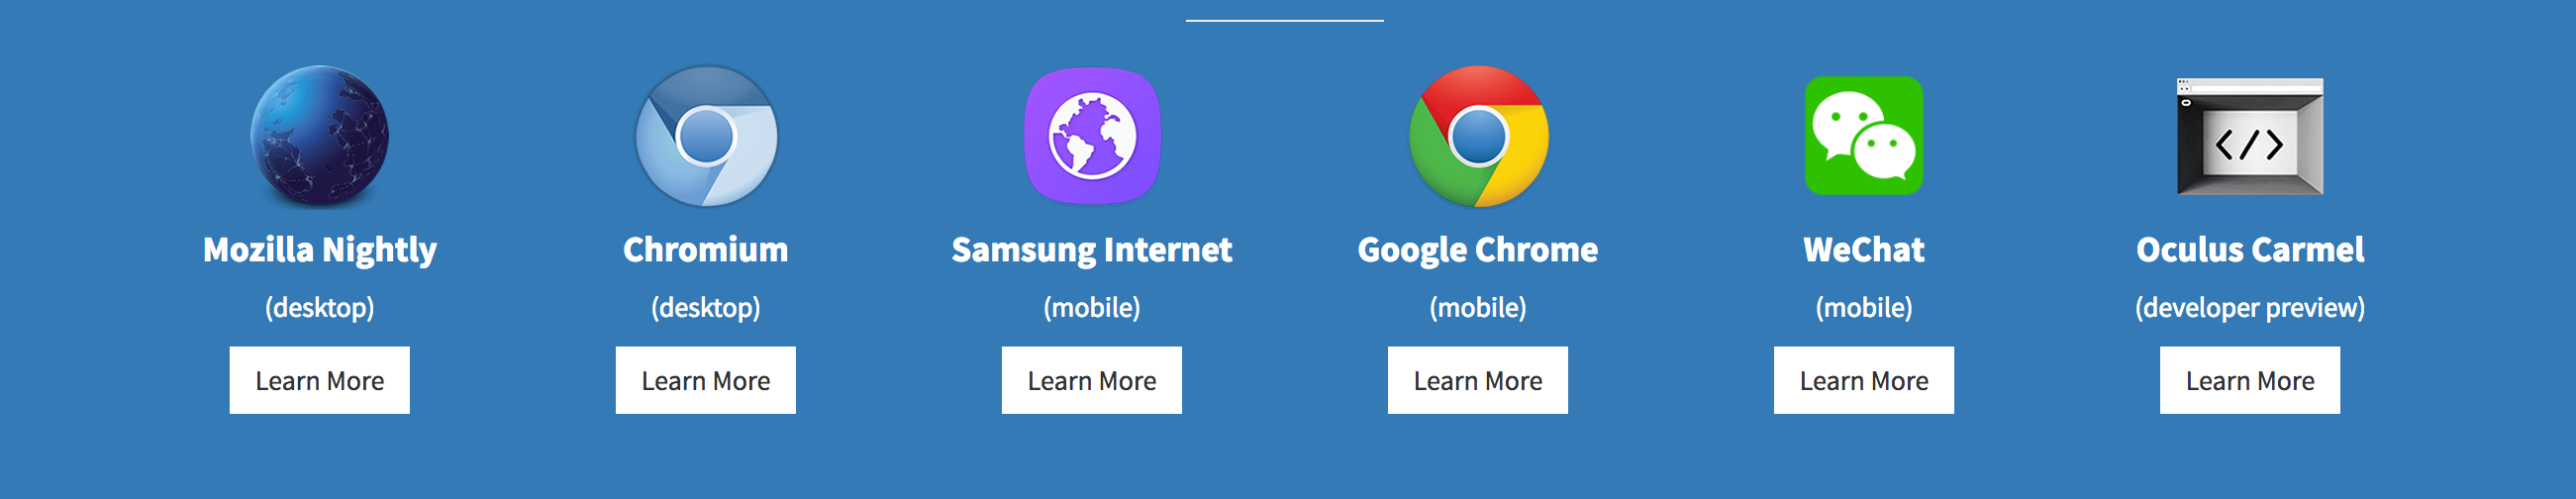 Mozilla Nightly
(desktop)
Learn More
Chromium
(desktop)
Learn More
Samsung Internet
(mobile)
Learn More
Google Chrome
(mobile)
Learn More
WeChat
(mobile)
Learn More
</>
Oculus Carmel
(developer preview)
Learn More